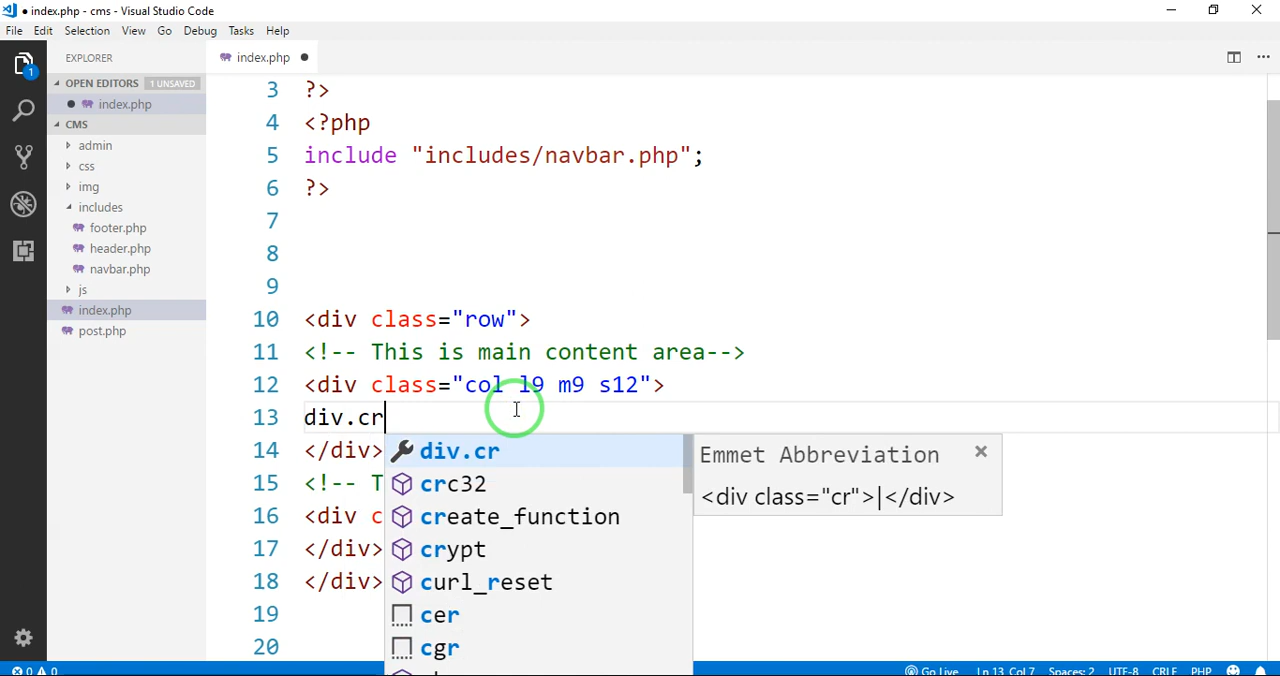 ● index.php - cms - Visual Studio Code
File Edit Selection View Go Debug Tasks Help
EXPLORER
index.php ●
1
OPEN EDITORS 1 UNSAVED
● index.php
CMS
admin
css
img
includes
footer.php
header.php
navbar.php
js
index.php
post.php
3 ?>
4 <?php
5 include "includes/navbar.php";
6 ?>
7
8
9
10 <div class="row">
11 <!-- This is main content area-->
12 <div class="col l9 m9 s12">
13 div.cr
14 </div>
15 <!-- T
16 <div c
17 </div>
18 </div>
19
20
div.cr
crc32
create_function
crypt
curl_reset
cer
cgr
Emmet Abbreviation ×
<div class="cr">|</div>
0 0 Go Live Ln 13, Col 7 Spaces: 2 UTF-8 CRLF PHP